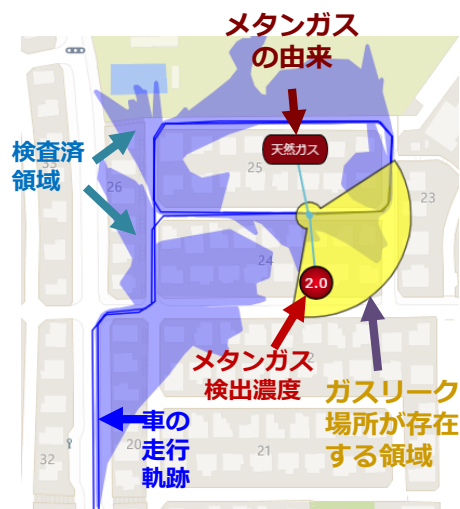 メタンガス
の由来
検査済
領域
天然ガス
25
26
23
24
2.0
メタンガス
検出濃度
ガスリーク
場所が存在
する領域
車の
走行
軌跡
20
21
32